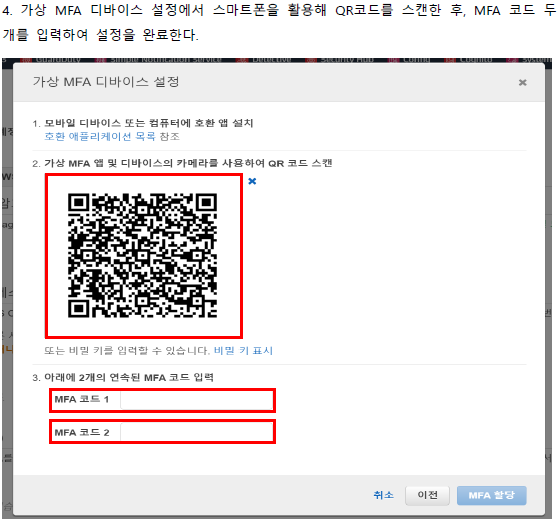 4. 가상 MFA 디바이스 설정에서 스마트폰을 활용해 QR코드를 스캔한 후, MFA 코드 두
개를 입력하여 설정을 완료한다.
가상 MFA 디바이스 설정
1. 모바일 디바이스 또는 컴퓨터에 호환 앱 설치
호환 애플리케이션 목록 참조
2. 가상 MFA 앱 및 디바이스의 카메라를 사용하여 QR 코드 스캔
또는 비밀 키를 입력할 수 있습니다. 비밀 키 표시
3. 아래에 2개의 연속된 MFA 코드 입력
MFA 코드 1
MFA 코드 2
취소 이전 MFA 할당